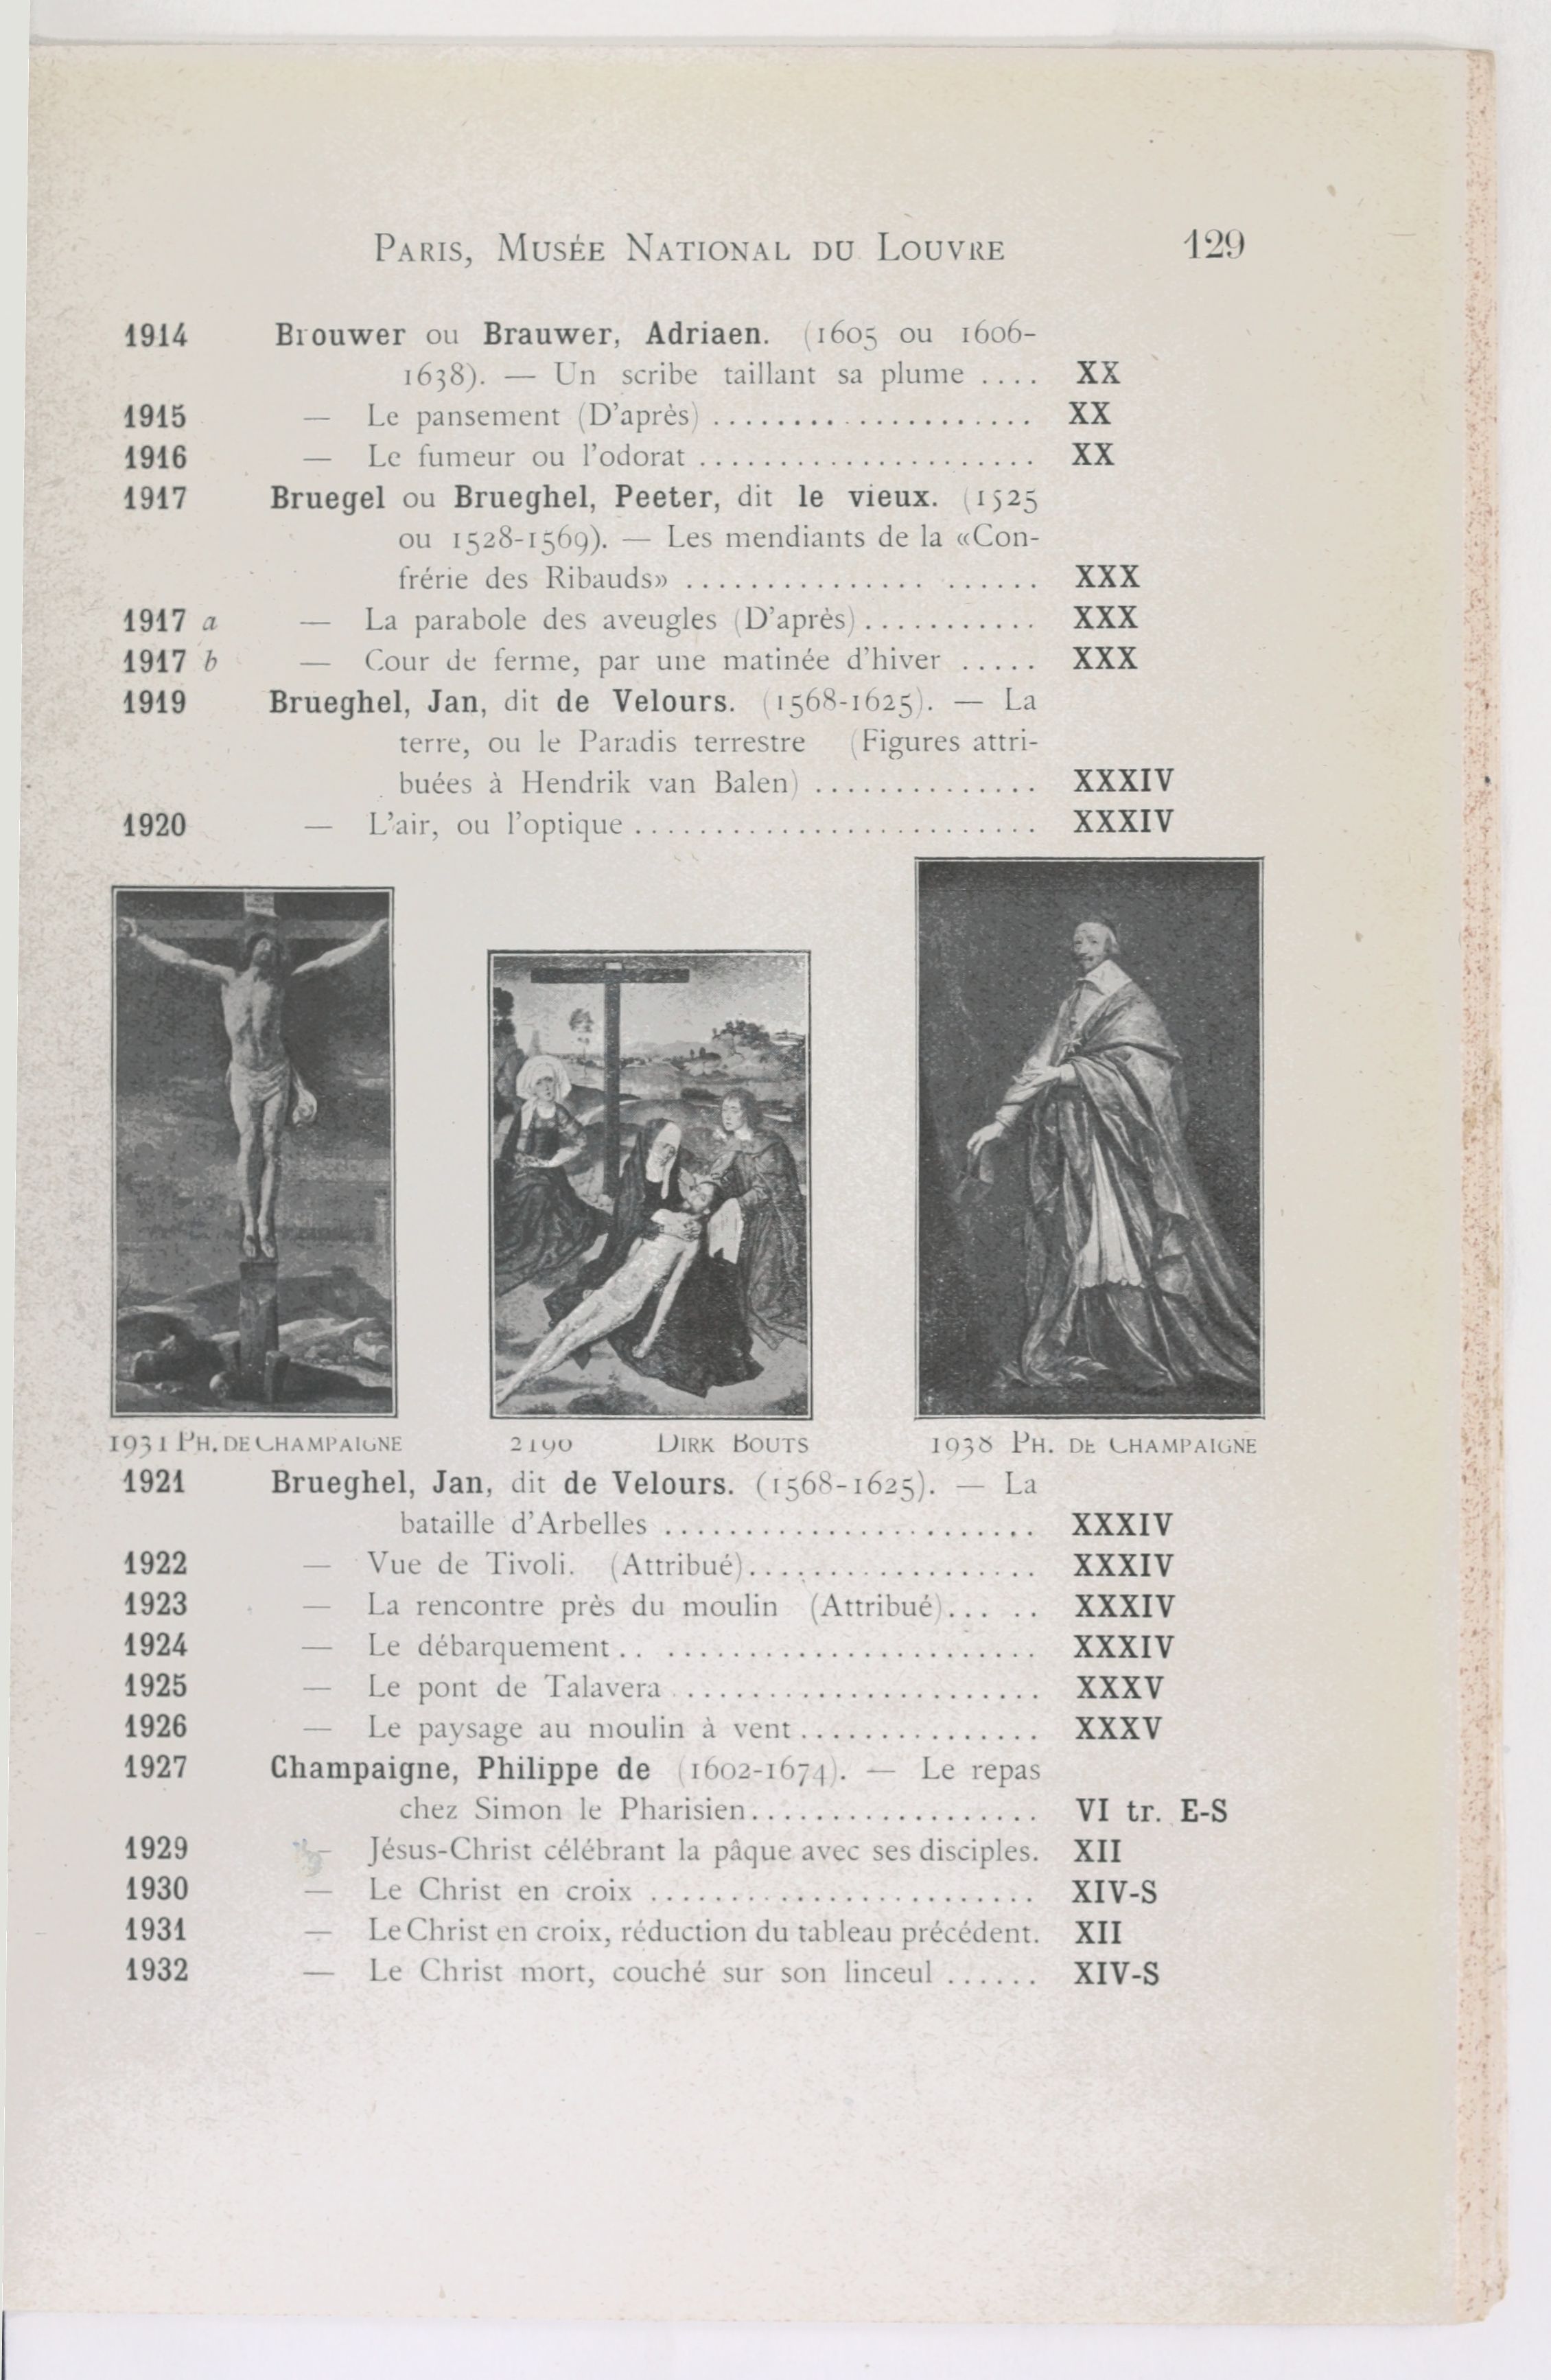 PARIS, MUSÉE NATIONAL DU LOUVRE 129
1914 Brouwer ou Brauwer, Adriaen. (1605 ou 1606-
1638). — Un scribe taillant sa plume .... XX
1915 — Le pansement (D'après) .................... XX
1916 — Le fumeur ou l'odorat ..................... XX
1917 Bruegel ou Brueghel, Peeter, dit le vieux. (1525
ou 1528-1569). — Les mendiants de la «Con-
frérie des Ribauds» ............... ...... XXX
1917 a — La parabole des aveugles (D'après)........... XXX
1917 b — Cour de ferme, par une matinée d'hiver ..... XXX
1919 Brueghel, Jan, dit de Velours. (1568-1625). — La
terre, ou le Paradis terrestre (Figures attri-
buées à Hendrik van Balen) .............. XXXIV
1920 — L'air, ou l'optique......................... XXXIV
1931 PH. DE CHAMPAIGNE 2190 DIRK BOUTS 1938 PH. DE CHAMPAIGNE
1921 Brueghel, Jan, dit de Velours. (1568-1625). — La
bataille d'Arbelles ....................... XXXIV
1922 — Vue de Tivoli. (Attribué).................. XXXIV
1923 — La rencontre près du moulin (Attribué)... .. XXXIV
1924 — Le débarquement.. ....................... XXXIV
1925 — Le pont de Talavera ....................... XXXV
1926 — Le paysage au moulin à vent............... XXXV
1927 Champaigne, Philippe de (1602-1674). — Le repas
chez Simon le Pharisien.................. VI tr. E-S
1929 — Jésus-Christ célébrant la pâque avec ses disciples. XII
1930 — Le Christ en croix ........................ XIV-S
1931 — Le Christ en croix, réduction du tableau précédent. XII
1932 — Le Christ mort, couché sur son linceul ...... XIV-S